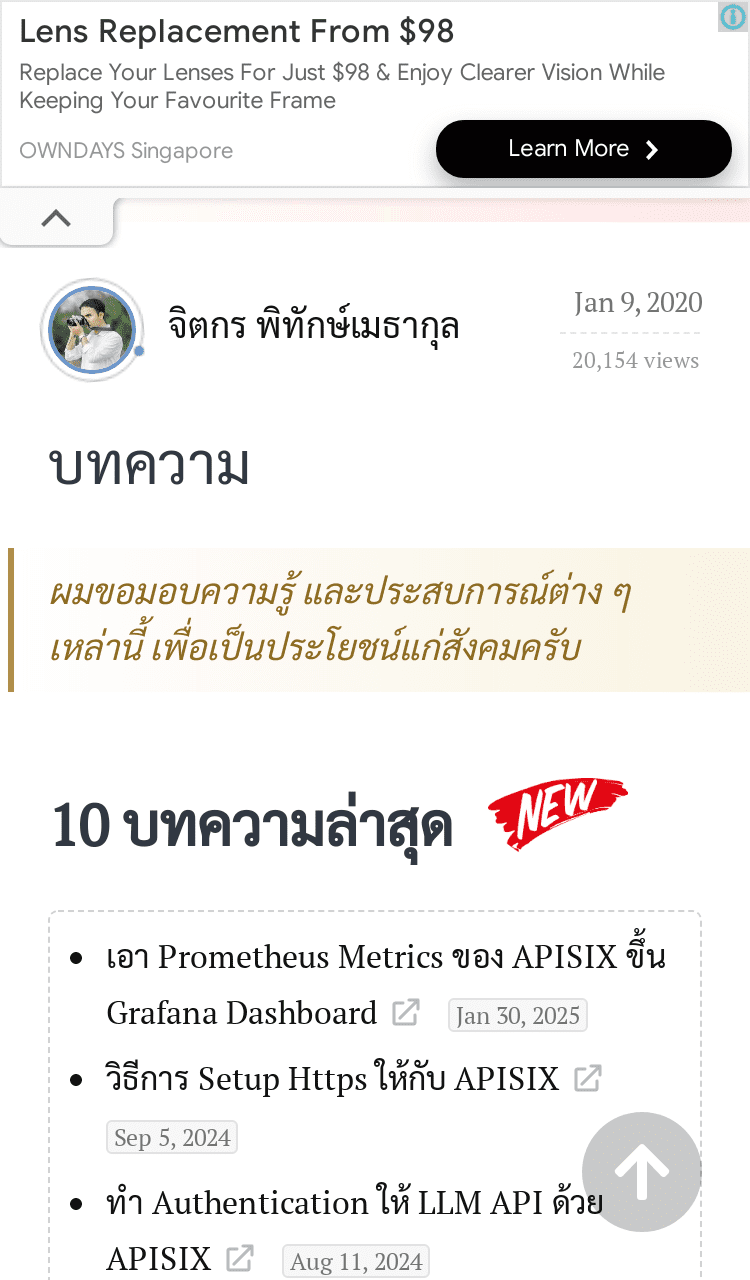 Lens Replacement From $98
Replace Your Lenses For Just $98 & Enjoy Clearer Vision While
Keeping Your Favourite Frame
OWNDAYS Singapore
Learn More
จิตกร พิทักษ์เมธากุล
Jan 9, 2020
20,154 views
บทความ
ผมขอมอบความรู้ และประสบการณ์ต่าง ๆ
เหล่านี้ เพื่อเป็นประโยชน์แก่สังคมครับ
10 บทความล่าสุด NEW
เอา Prometheus Metrics ของ APISIX ขึ้น
Grafana Dashboard Jan 30, 2025
วิธีการ Setup Https ให้กับ APISIX
Sep 5, 2024
ทำ Authentication ให้ LLM API ด้วย
APISIX Aug 11, 2024